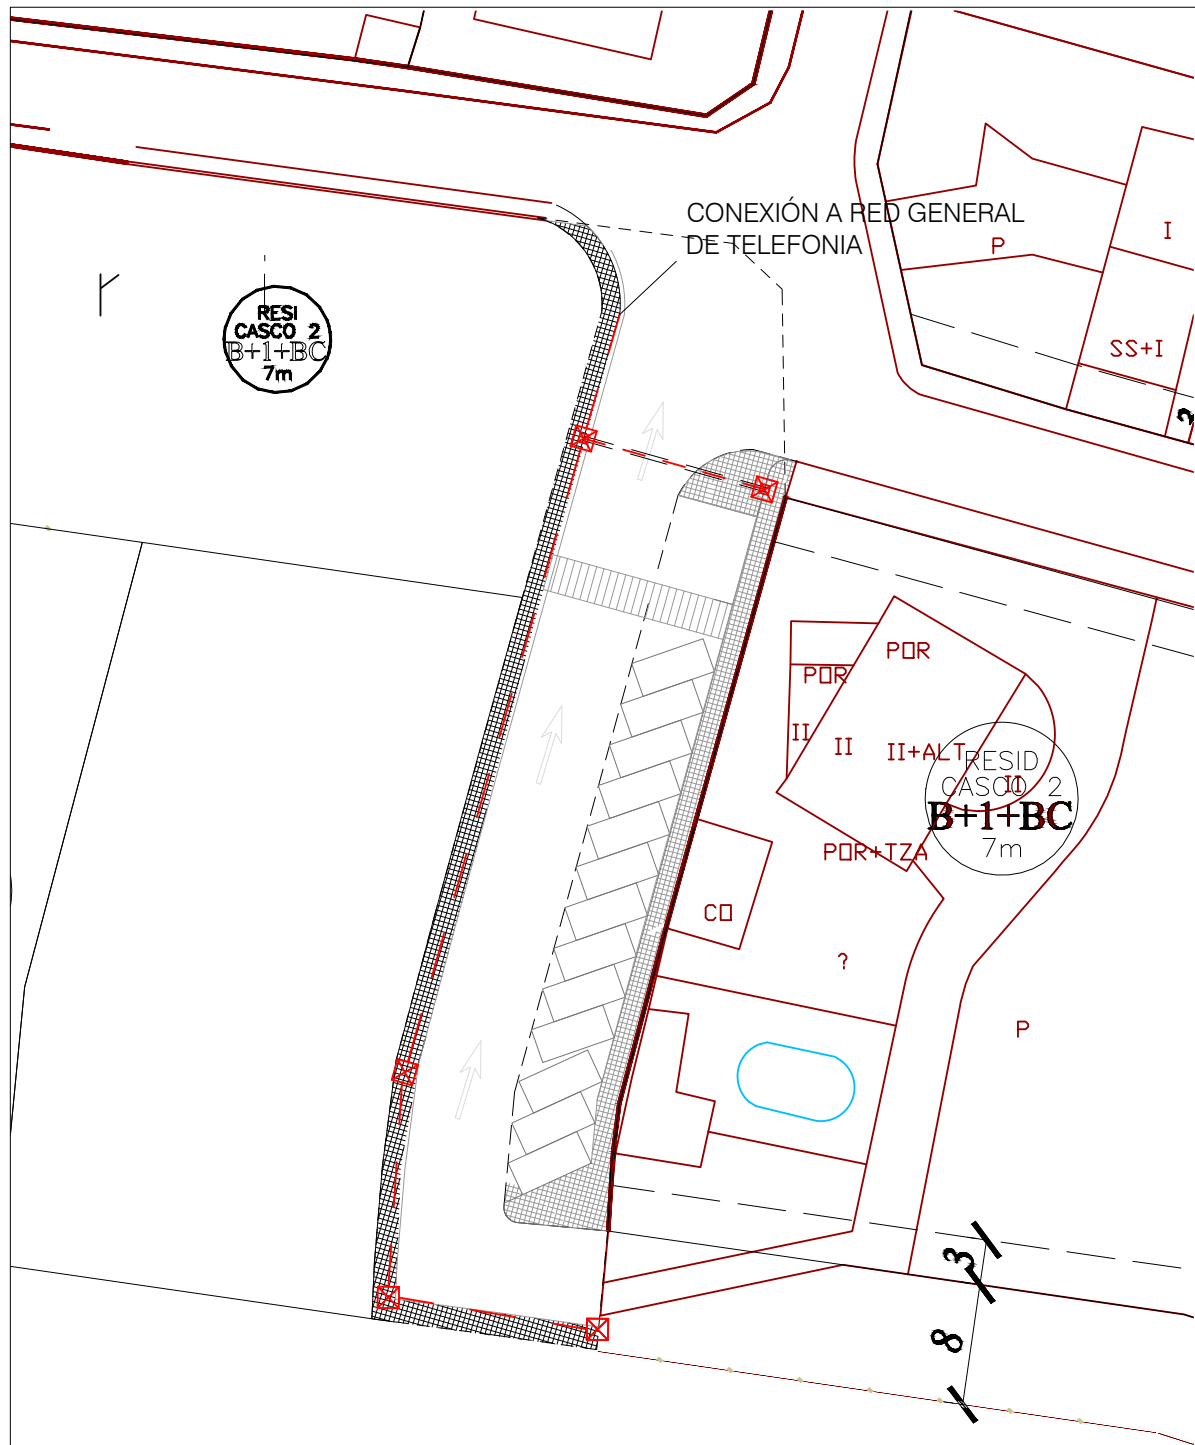 CONEXIÓN A RED GENERAL
DE TELEFONIA
P
I
RESI
CASCO 2
B+1+BC
7m
SS+I
3
POR
POR
II
II
II+ALT
II
RESID
CASCO 2
B+1+BC
7m
POR+TZA
CO
?
P
3
8